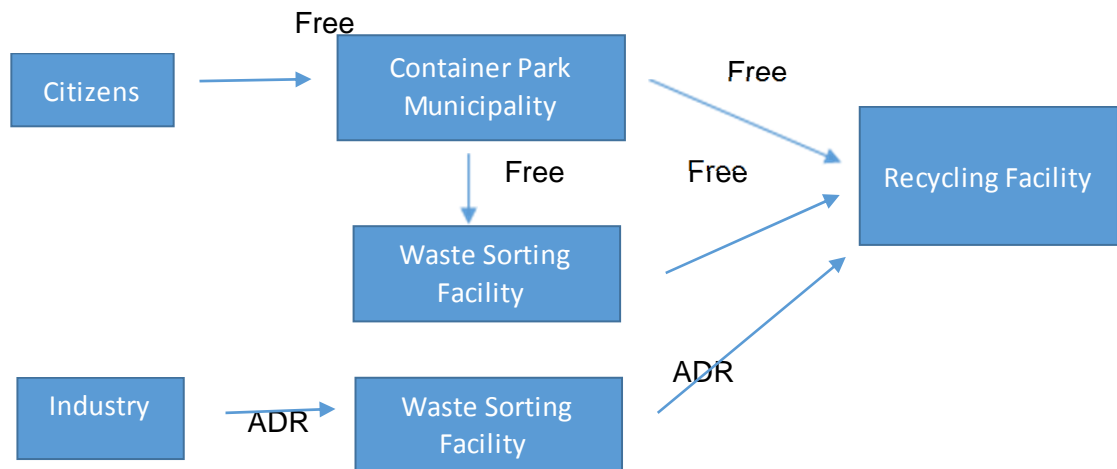 Free
Citizens
Container Park
Municipality
Free
Recycling Facility
Free
Free
Waste Sorting
Facility
Industry
ADR
Waste Sorting
Facility
ADR